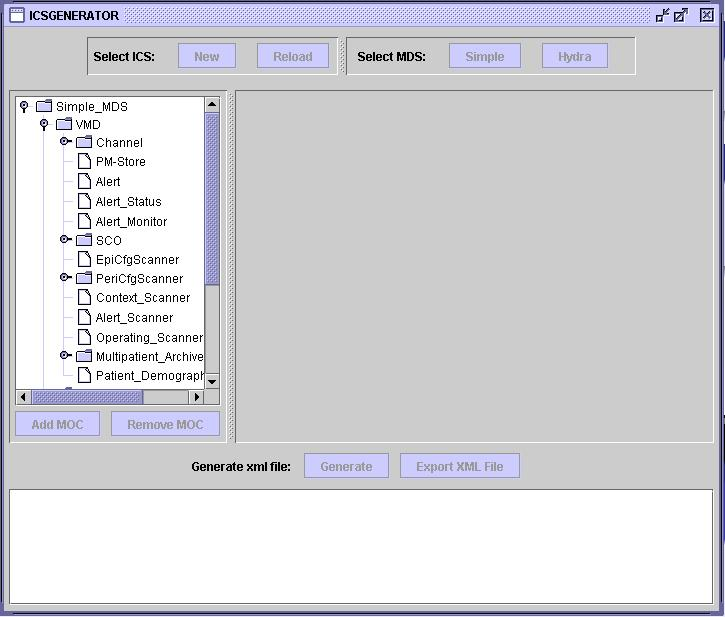 ICSGENERATOR
Select ICS: New Reload Select MDS: Simple Hydra
Simple_MDS
VMD
Channel
PM-Store
Alert
Alert_Status
Alert_Monitor
SCO
EpiCfgScanner
PeriCfgScanner
Context_Scanner
Alert_Scanner
Operating_Scanner
Multipatient_Archive
Patient_Demograph
Add MOC Remove MOC
Generate xml file: Generate Export XML File